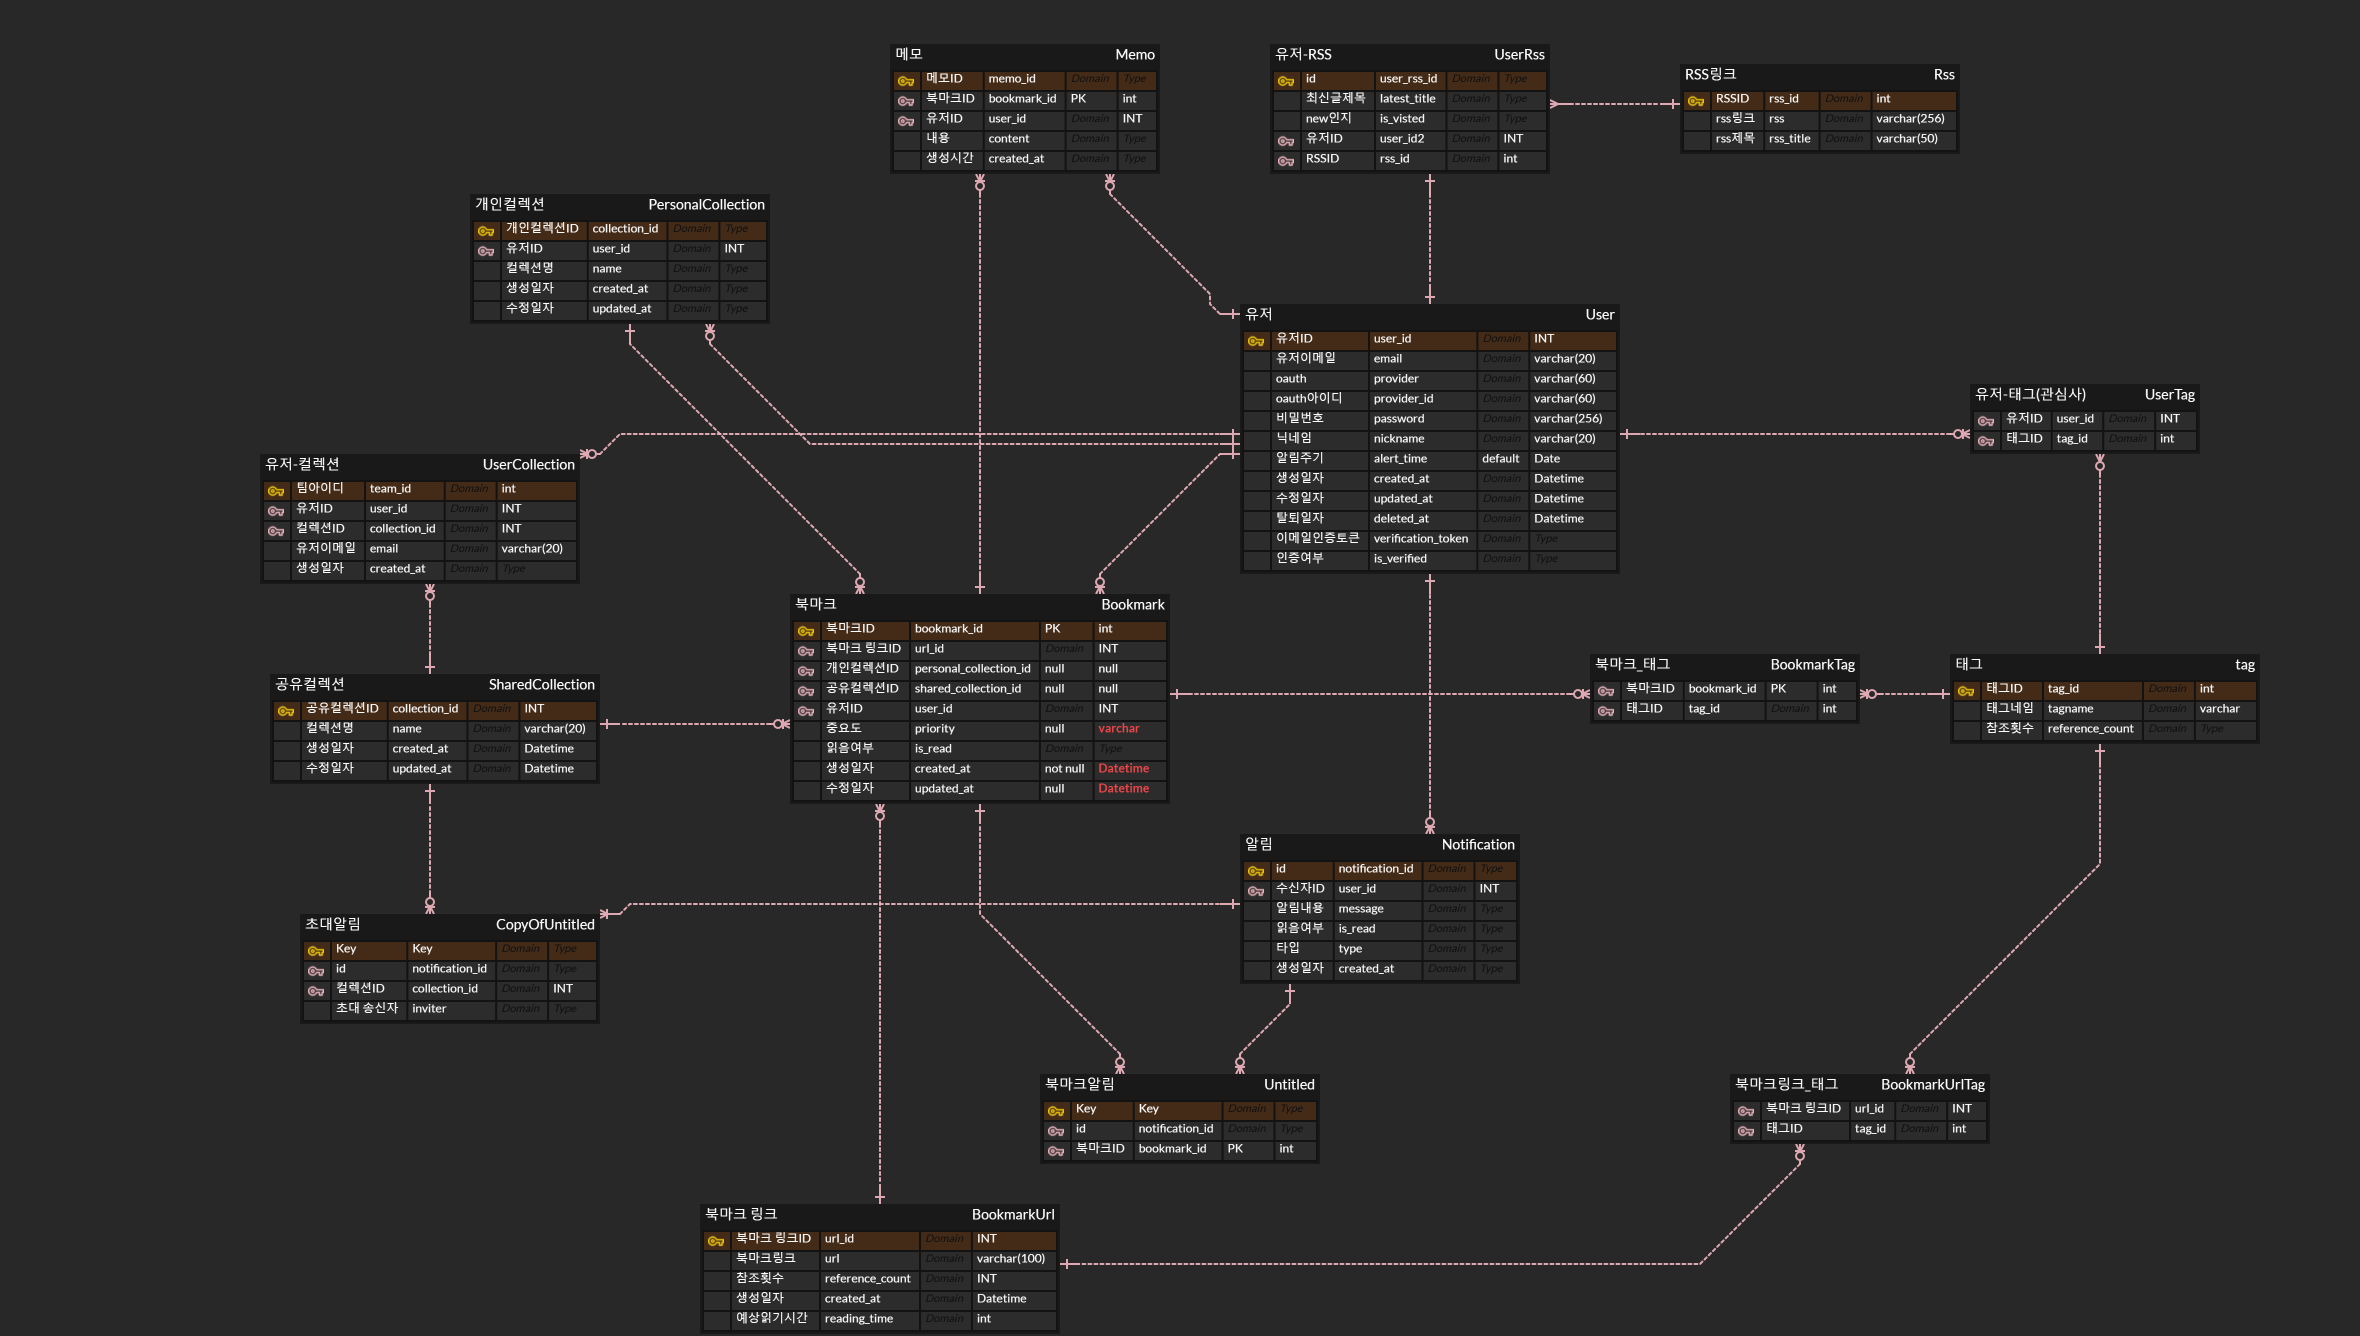 메모 Memo
메모ID memo_id Domain Type
북마크ID bookmark_id PK int
유저ID user_id Domain INT
내용 content Domain Type
생성시간 created_at Domain Type
유저-RSS UserRss
id user_rss_id Domain Type
최신글제목 latest_title Domain Type
new인지 is_visted Domain Type
유저ID user_id2 Domain INT
RSSID rss_id Domain int
RSS링크 Rss
RSSID rss_id Domain int
rss링크 rss Domain varchar(256)
rss제목 rss_title Domain varchar(50)
개인컬렉션 PersonalCollection
개인컬렉션ID collection_id Domain Type
유저ID user_id Domain INT
컬렉션명 name Domain Type
생성일자 created_at Domain Type
수정일자 updated_at Domain Type
유저 User
유저ID user_id Domain INT
유저이메일 email Domain varchar(20)
oauth provider Domain varchar(60)
oauth아이디 provider_id Domain varchar(60)
비밀번호 password Domain varchar(256)
닉네임 nickname Domain varchar(20)
알림주기 alert_time default Date
생성일자 created_at Domain Datetime
수정일자 updated_at Domain Datetime
탈퇴일자 deleted_at Domain Datetime
이메일인증토큰 verification_token Domain Type
인증여부 is_verified Domain Type
유저-태그(관심사) UserTag
유저ID user_id Domain INT
태그ID tag_id Domain int
유저-컬렉션 UserCollection
팀아이디 team_id Domain int
유저ID user_id Domain INT
컬렉션ID collection_id Domain INT
유저이메일 email Domain varchar(20)
생성일자 created_at Domain Type
북마크 Bookmark
북마크ID bookmark_id PK int
북마크 링크ID url_id Domain INT
개인컬렉션ID personal_collection_id null null
공유컬렉션ID shared_collection_id null null
유저ID user_id Domain INT
중요도 priority null varchar
읽음여부 is_read Domain Type
생성일자 created_at not null Datetime
수정일자 updated_at null Datetime
북마크_태그 BookmarkTag
북마크ID bookmark_id PK int
태그ID tag_id Domain int
태그 tag
태그ID tag_id Domain int
태그네임 tagname Domain varchar
참조횟수 reference_count Domain Type
공유컬렉션 SharedCollection
공유컬렉션ID collection_id Domain INT
컬렉션명 name Domain varchar(20)
생성일자 created_at Domain Datetime
수정일자 updated_at Domain Datetime
알림 Notification
id notification_id Domain Type
수신자ID user_id Domain INT
알림내용 message Domain Type
읽음여부 is_read Domain Type
타입 type Domain Type
생성일자 created_at Domain Type
초대알림 CopyOfUntitled
Key Key Domain Type
id notification_id Domain Type
컬렉션ID collection_id Domain INT
초대 송신자 inviter Domain Type
북마크알림 Untitled
Key Key Domain Type
id notification_id Domain Type
북마크ID bookmark_id PK int
북마크링크_태그 BookmarkUrlTag
북마크 링크ID url_id Domain INT
태그ID tag_id Domain int
북마크 링크 BookmarkUrl
북마크 링크ID url_id Domain INT
북마크링크 url Domain varchar(100)
참조횟수 reference_count Domain INT
생성일자 created_at Domain Datetime
예상읽기시간 reading_time Domain int